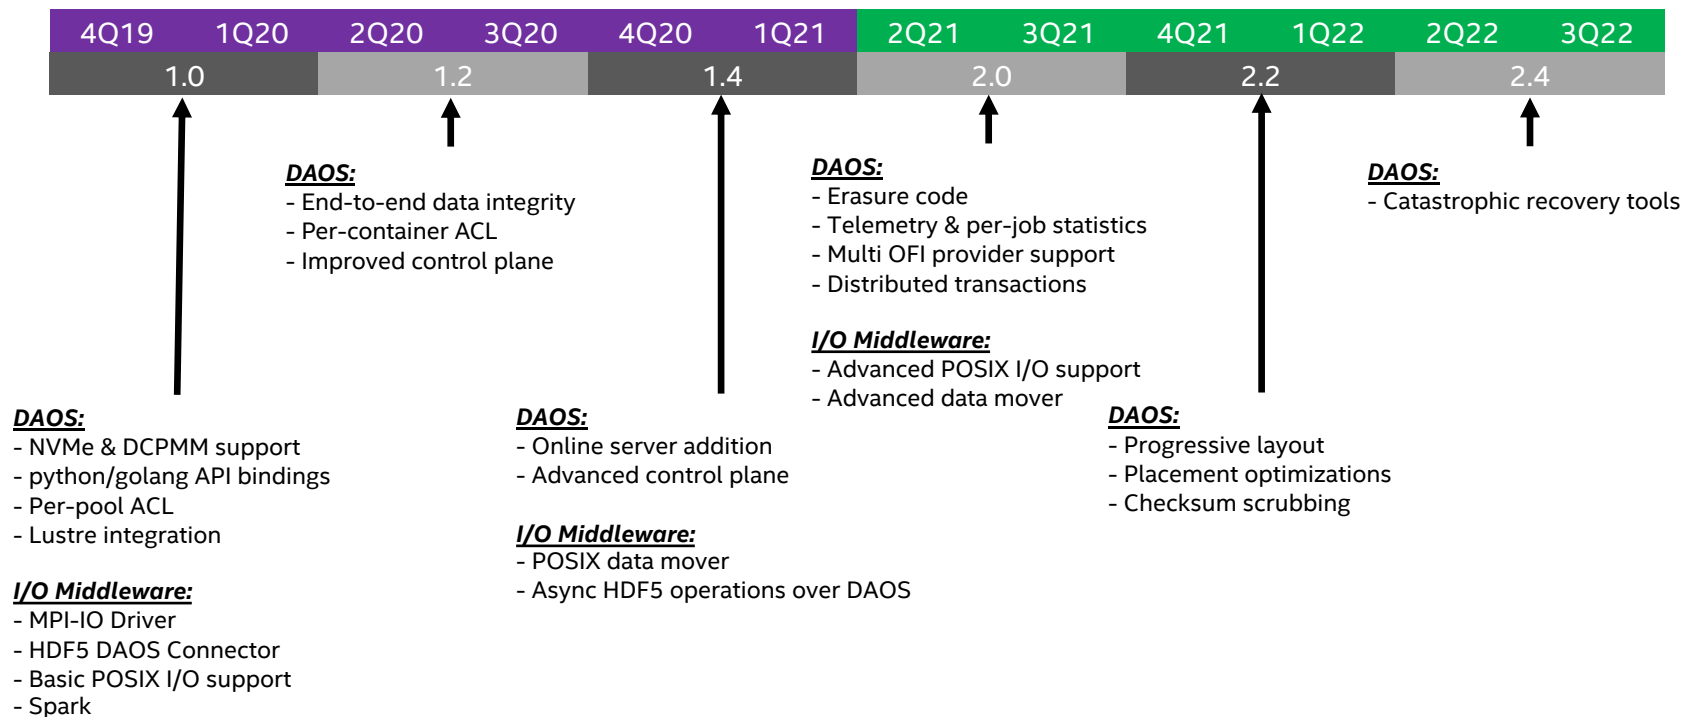 4Q19 1Q20 2Q20 3Q20 4Q20 1Q21 2Q21 3Q21 4Q21 1Q22 2Q22 3Q22
1.0 1.2 1.4 2.0 2.2 2.4
DAOS:
- NVMe & DCPMM support
- python/golang API bindings
- Per-pool ACL
- Lustre integration
I/O Middleware:
- MPI-IO Driver
- HDF5 DAOS Connector
- Basic POSIX I/O support
- Spark
DAOS:
- End-to-end data integrity
- Per-container ACL
- Improved control plane
DAOS:
- Online server addition
- Advanced control plane
I/O Middleware:
- POSIX data mover
- Async HDF5 operations over DAOS
DAOS:
- Erasure code
- Telemetry & per-job statistics
- Multi OFI provider support
- Distributed transactions
I/O Middleware:
- Advanced POSIX I/O support
- Advanced data mover
DAOS:
- Progressive layout
- Placement optimizations
- Checksum scrubbing
DAOS:
- Catastrophic recovery tools